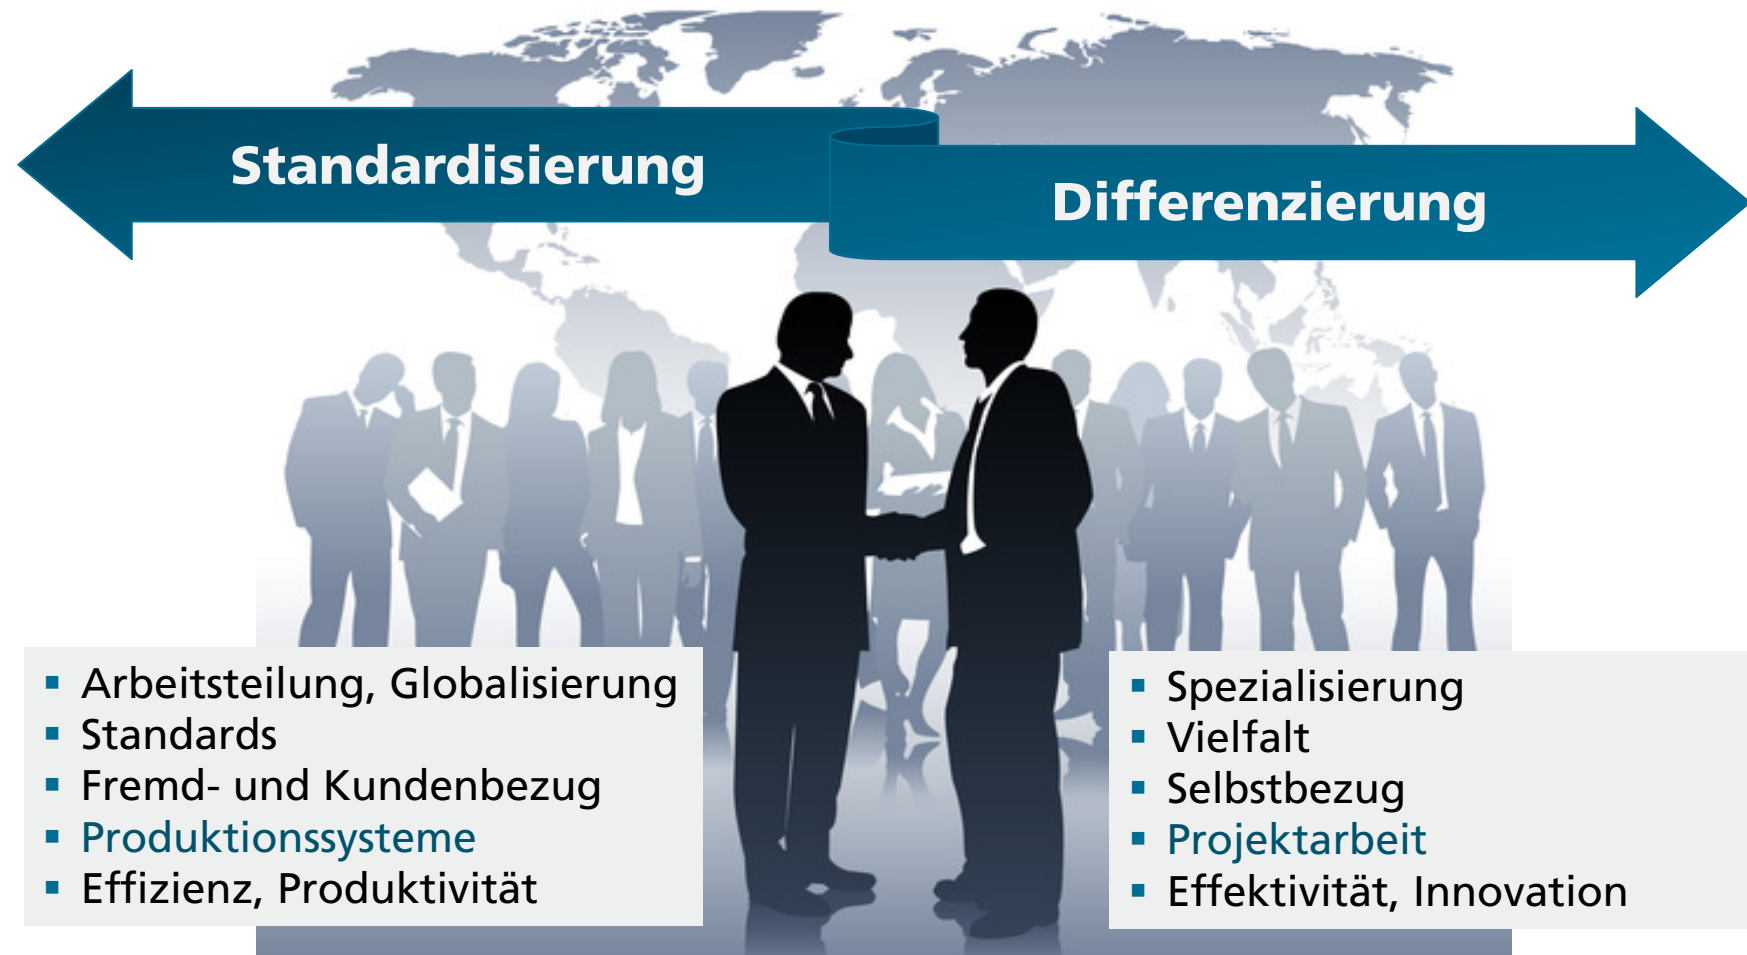 Standardisierung
Differenzierung
▪ Arbeitsteilung, Globalisierung
▪ Standards
▪ Fremd- und Kundenbezug
▪ Produktionssysteme
▪ Effizienz, Produktivität
▪ Spezialisierung
▪ Vielfalt
▪ Selbstbezug
▪ Projektarbeit
▪ Effektivität, Innovation